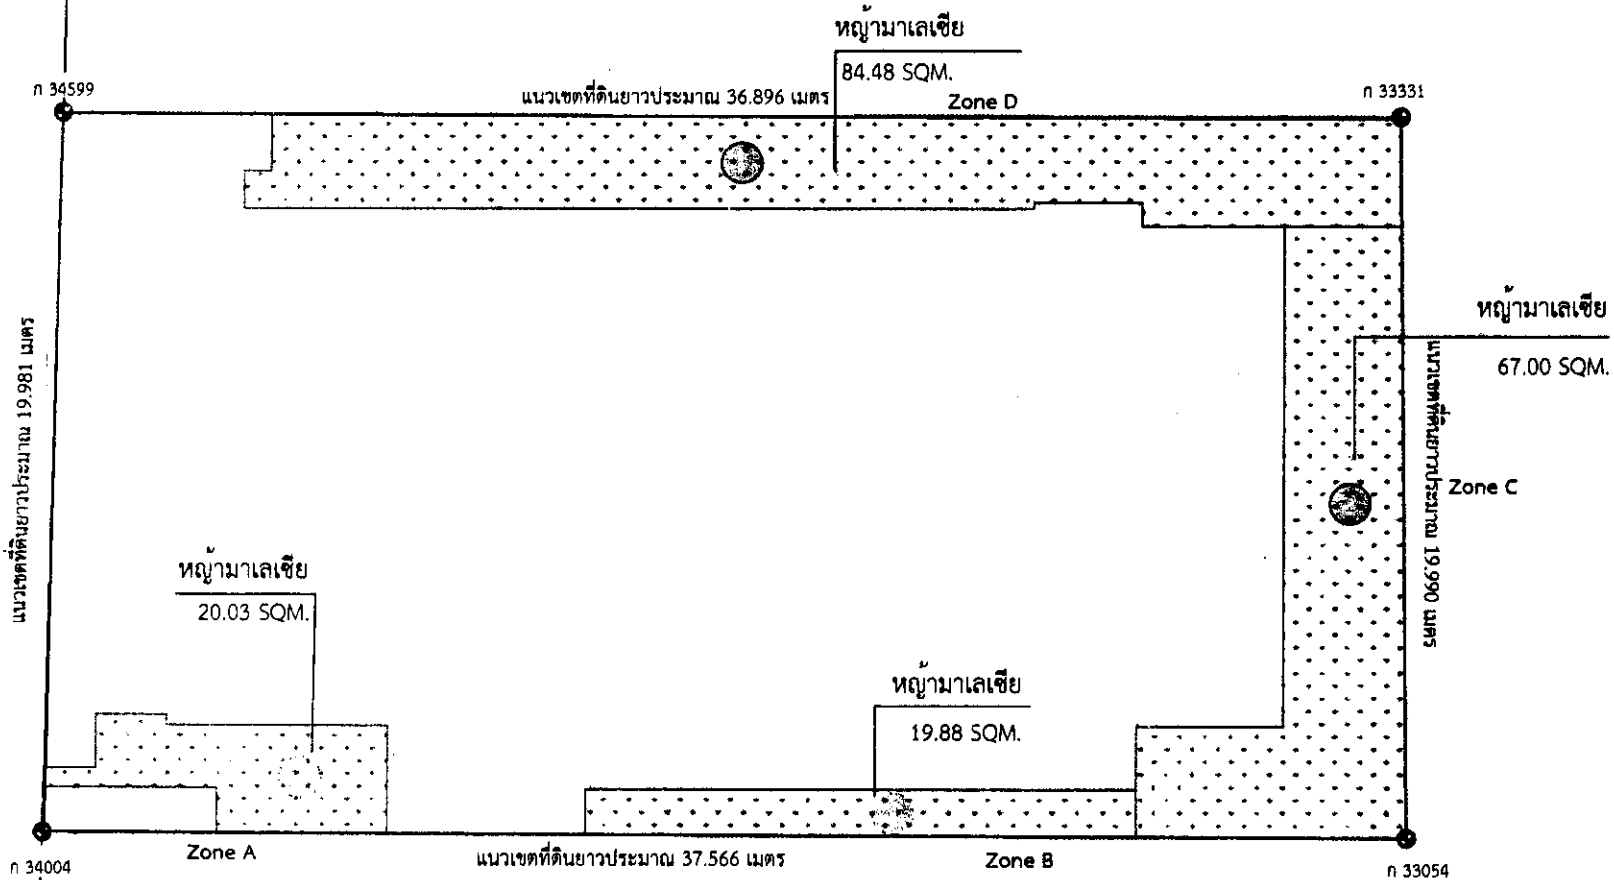 หญ้ามาเลเซีย
84.48 SQM.
ก 34599
แนวเขตที่ดินยาวประมาณ 36.896 เมตร
Zone D
ก 33331
หญ้ามาเลเซีย
67.00 SQM.
แนวเขตที่ดินยาวประมาณ 19.981 เมตร
แนวเขตที่ดินยาวประมาณ 19.990 เมตร
Zone C
หญ้ามาเลเซีย
20.03 SQM.
หญ้ามาเลเซีย
19.88 SQM.
Zone A
แนวเขตที่ดินยาวประมาณ 37.566 เมตร
Zone B
ก 34004
ก 33054